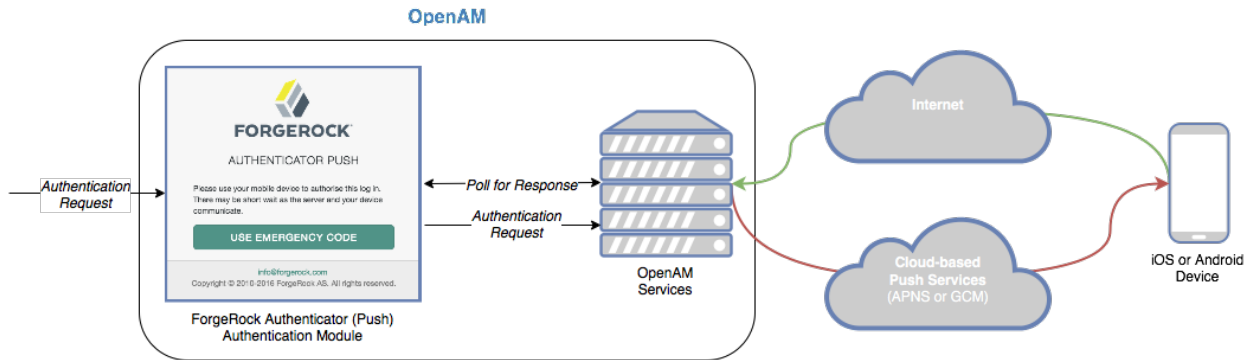 OpenAM
Authentication
Request
FORGEROCK
AUTHENTICATOR PUSH
Please use your mobile device to authorise this log in.
There may be short wait as the server end your device
communicate.
USE EMERGENCY CODE
info@forgerock.com
Copyright © 2010-2016 ForgeRock AS. All rights reserved.
ForgeRock Authenticator (Push)
Authentication Module
Poll for Response
Authentication
Request
OpenAM
Services
Internet
Cloud-based
Push Services
(APNS or GCM)
iOS or Android
Device